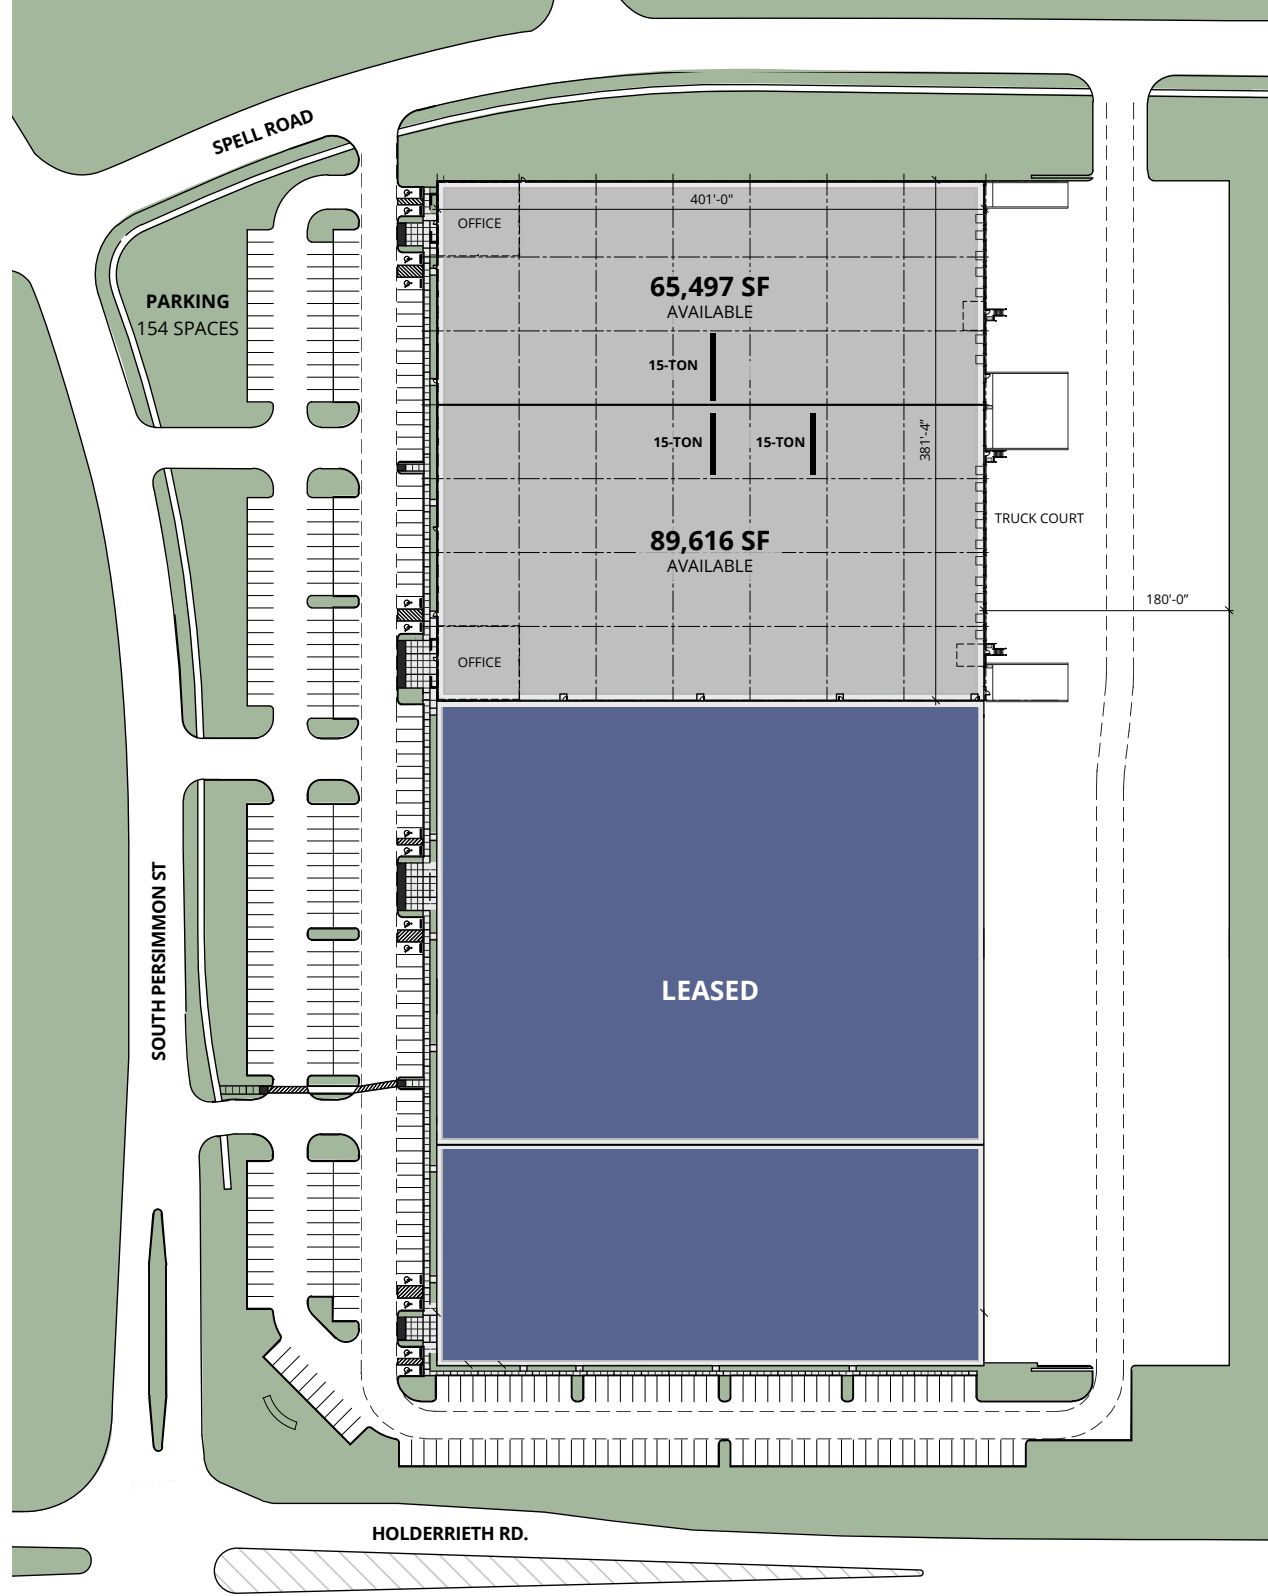 SPELL ROAD
401'-0"
OFFICE
65,497 SF
AVAILABLE
PARKING
154 SPACES
15-TON
15-TON
15-TON
381'-4"
TRUCK COURT
89,616 SF
AVAILABLE
180'-0”
OFFICE
SOUTH PERSIMMON ST
LEASED
HOLDERRIETH RD.